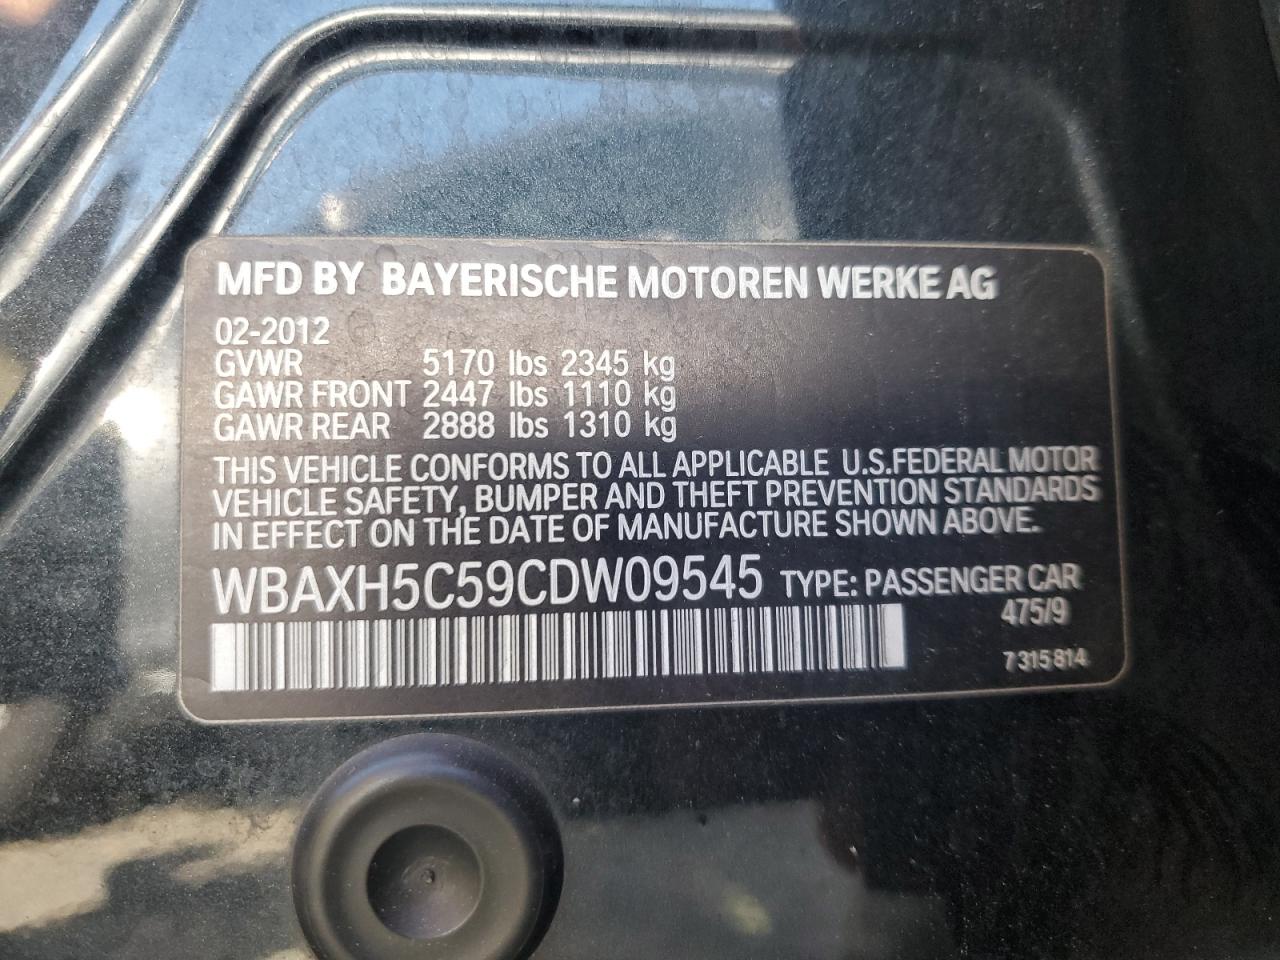 MFD BY BAYERISCHE MOTOREN WERKE AG
02-2012
GVWR 5170 lbs 2345 kg
GAWR FRONT 2447 lbs 1110 kg
GAWR REAR 2888 lbs 1310 kg
THIS VEHICLE CONFORMS TO ALL APPLICABLE U.S.FEDERAL MOTOR
VEHICLE SAFETY, BUMPER AND THEFT PREVENTION STANDARDS
IN EFFECT ON THE DATE OF MANUFACTURE SHOWN ABOVE.
WBAXH5C59CDW09545 TYPE: PASSENGER CAR
475/9
7 315 814